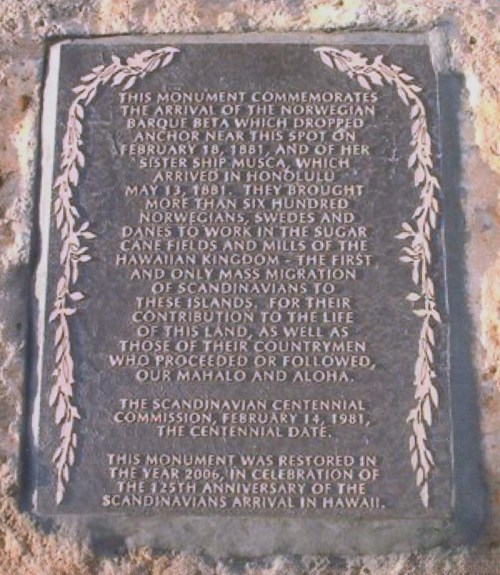 THIS MONUMENT COMMEMORATES
THE ARRIVAL OF THE NORWEGIAN
BARQUE BETA WHICH DROPPED
ANCHOR NEAR THIS SPOT ON
FEBRUARY 18, 1881, AND OF HER
SISTER SHIP MUSCA, WHICH
ARRIVED IN HONOLULU
MAY 13, 1881. THEY BROUGHT
MORE THAN SIX HUNDRED
NORWEGIANS, SWEDES AND
DANES TO WORK IN THE SUGAR
CANE FIELDS AND MILLS OF THE
HAWAIIAN KINGDOM - THE FIRST
AND ONLY MASS MIGRATION
OF SCANDINAVIANS TO
THESE ISLANDS. FOR THEIR
CONTRIBUTION TO THE LIFE
OF THIS LAND, AS WELL AS
THOSE OF THEIR COUNTRYMEN
WHO PROCEEDED OR FOLLOWED,
OUR MAHALO AND ALOHA.
THE SCANDINAVIAN CENTENNIAL
COMMISSION, FEBRUARY 14, 1981,
THE CENTENNIAL DATE.
THIS MONUMENT WAS RESTORED IN
THE YEAR 2006, IN CELEBRATION OF
THE 125TH ANNIVERSARY OF THE
SCANDINAVIANS ARRIVAL IN HAWAII.